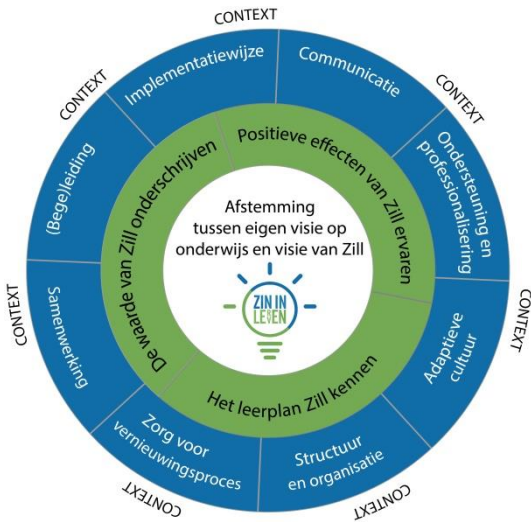 CONTEXT
CONTEXT
CONTEXT
CONTEXT
CONTEXT
CONTEXT
CONTEXT
Implementatiewijze
Communicatie
Ondersteuning en
professionalisering
Adaptieve
cultuur
Structuur
en organisatie
Zorg voor
vernieuwingsproces
Samenwerking
(Bege)leiding
Positieve effecten van Zill ervaren
Het leerplan Zill kennen
De waarde van Zill onderschrijven
Afstemming
tussen eigen visie op
onderwijs en visie van Zill
ZIN IN
LEREN